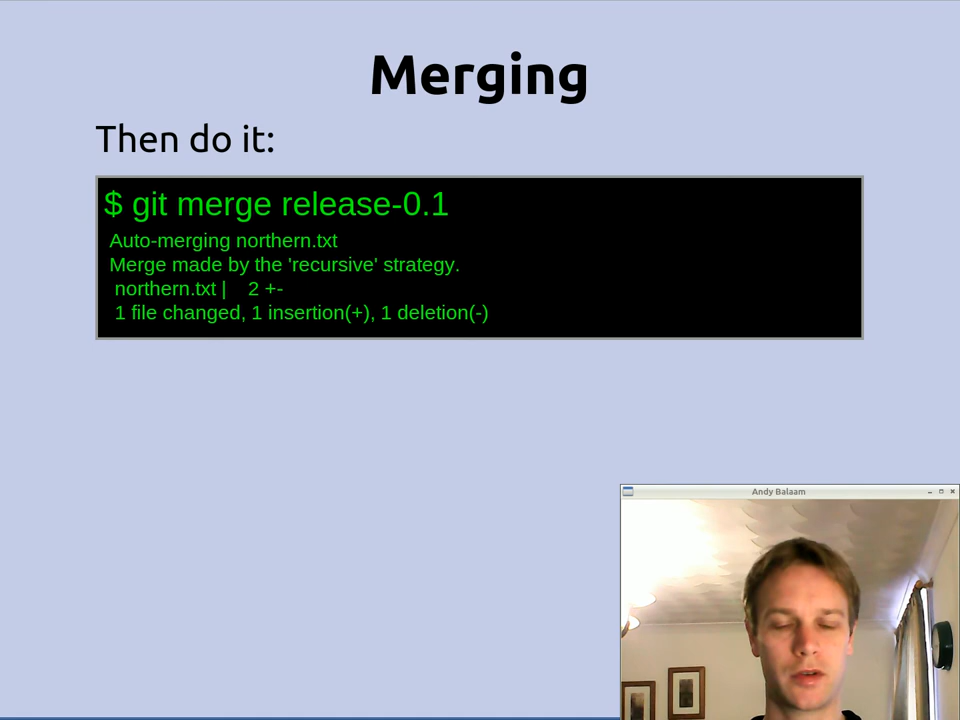 Merging
Then do it:
$ git merge release-0.1
Auto-merging northern.txt
Merge made by the 'recursive' strategy.
northern.txt |    2 +-
1 file changed, 1 insertion(+), 1 deletion(-)
Andy Balaam